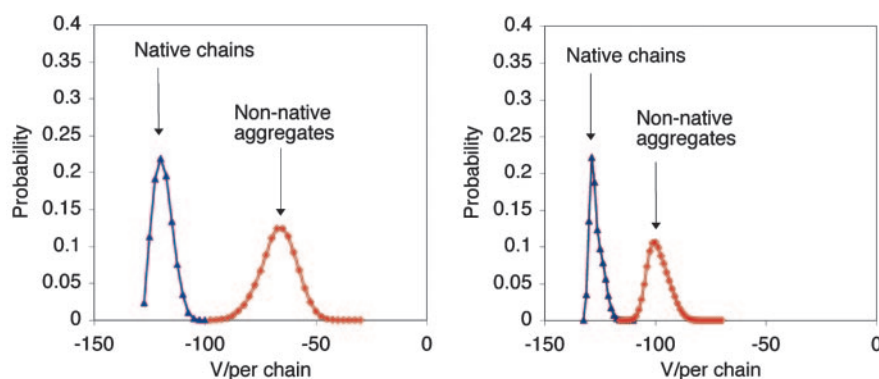 0.4
0.35
0.3
0.25
0.2
0.15
0.1
0.05
0
Probability
Native chains
Non-native
aggregates
-150
-100
-50
0
V/per chain
0.4
0.35
0.3
0.25
0.2
0.15
0.1
0.05
0
Probability
Native chains
Non-native
aggregates
-150
-100
-50
0
V/per chain